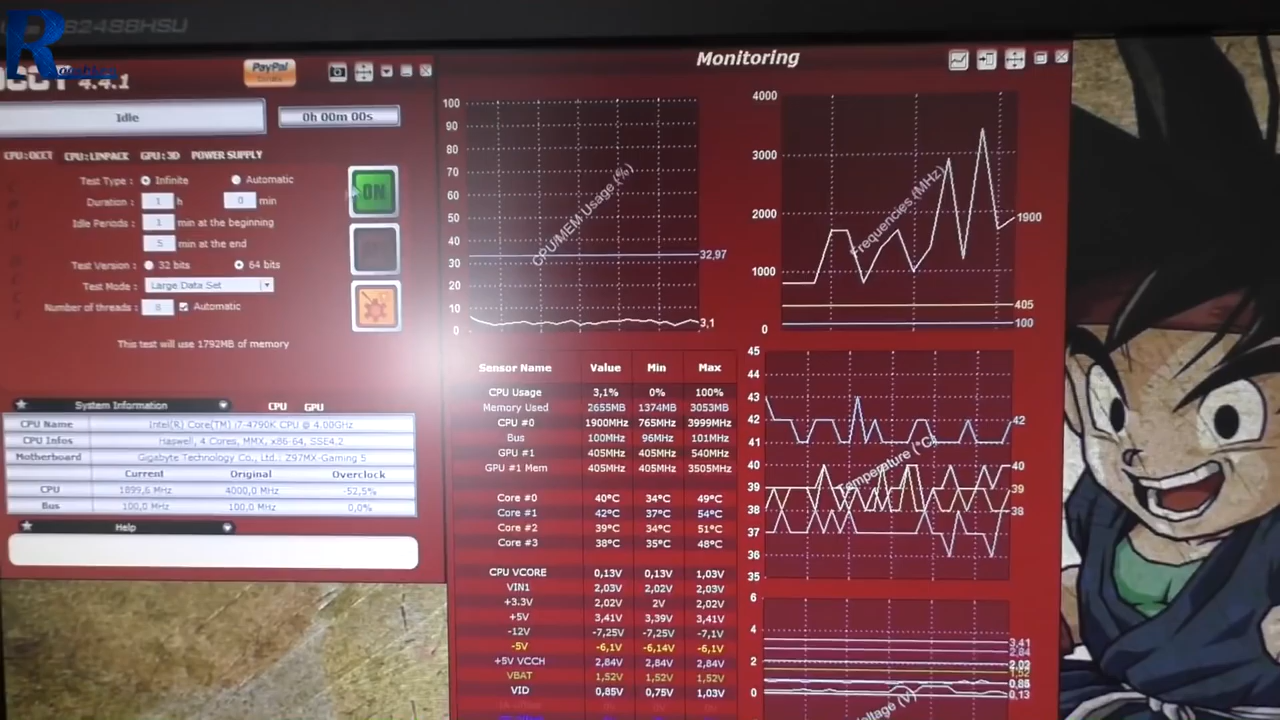 82486HSU
4.4.1
PayPal
Donate
Idle
0h 00m 00s
CPU:OCCT CPU:LINPACK GPU:3D POWER SUPPLY
Test Type : Infinite Automatic
Duration : 1 h 0 min
Idle Periods : 1 min at the beginning
5 min at the end
Test Version : 32 bits 64 bits
Test Mode : Large Data Set
Number of threads : 8 Automatic
This test will use 1792MB of memory
ON
System Information CPU GPU
CPU Name Intel(R) Core(TM) i7-4790K CPU @ 4.00GHz
CPU Infos Haswell, 4 Cores, MMX, x86-64, SSE4.2
Motherboard Gigabyte Technology Co., Ltd.: Z97MX-Gaming 5
Current Original Overclock
CPU 1899,6 MHz 4000,0 MHz -52,5%
Bus 100,0 MHz 100,0 MHz 0,0%
Help
Monitoring
100
90
80
70
60
50
40
30
20
10
0
CPU/MEM Usage (%)
32,97
3,1
4000
3000
2000
1000
0
Frequencies (MHz)
1900
405
100
Sensor Name Value Min Max
CPU Usage 3,1% 0% 100%
Memory Used 2655MB 1374MB 3053MB
CPU #0 1900MHz 765MHz 3999MHz
Bus 100MHz 96MHz 101MHz
GPU #1 405MHz 405MHz 540MHz
GPU #1 Mem 405MHz 405MHz 3505MHz
Core #0 40°C 34°C 49°C
Core #1 42°C 37°C 54°C
Core #2 39°C 34°C 51°C
Core #3 38°C 35°C 48°C
CPU VCORE 0,13V 0,13V 1,03V
VIN1 2,03V 2,02V 2,03V
+3.3V 2,02V 2V 2,02V
+5V 3,41V 3,39V 3,41V
-12V -7,25V -7,25V -7,1V
-5V -6,1V -6,14V -6,1V
+5V VCCH 2,84V 2,84V 2,84V
VBAT 1,52V 1,52V 1,52V
VID 0,85V 0,75V 1,03V
45
44
43
42
41
40
39
38
37
36
35
Temperature (°C)
42
40
39
38
6
4
2
0
3,41
2,84
2,02
1,52
0,85
0,13
Voltage (V)